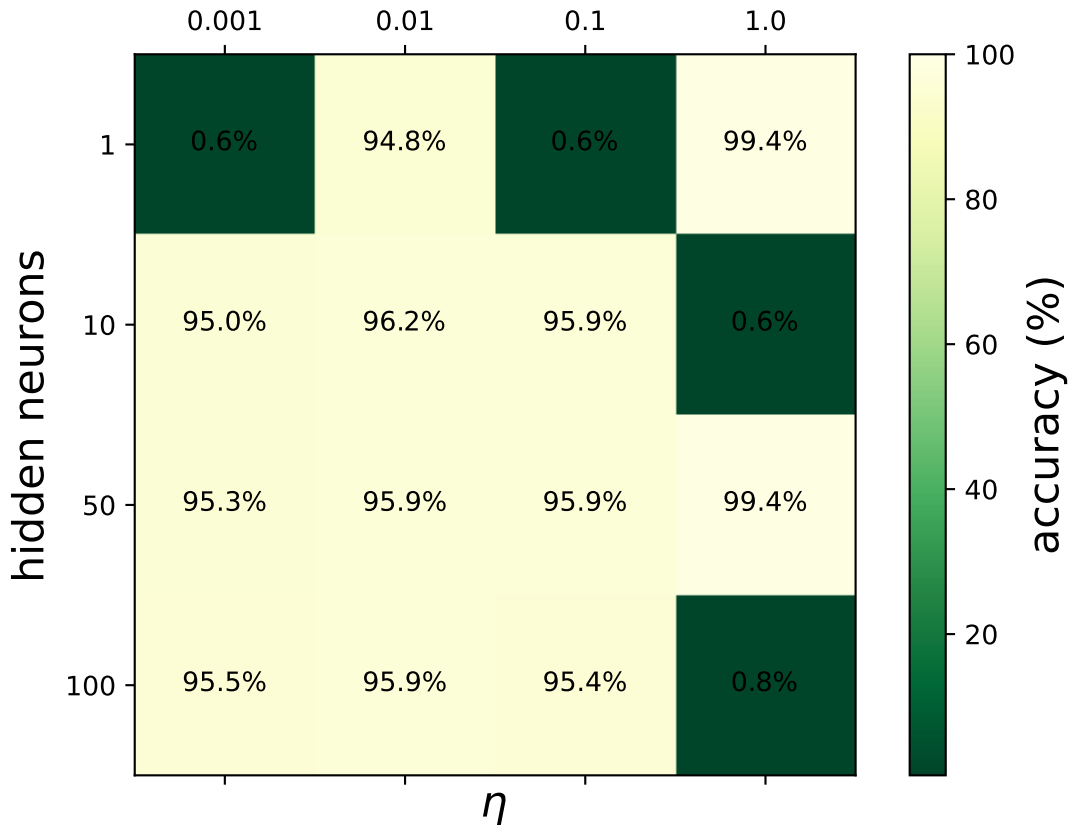 0.001 0.01 0.1 1.0
1 0.6% 94.8% 0.6% 99.4%
10 95.0% 96.2% 95.9% 0.6%
50 95.3% 95.9% 95.9% 99.4%
100 95.5% 95.9% 95.4% 0.8%
hidden neurons
η
100
80
60
40
20
accuracy (%)